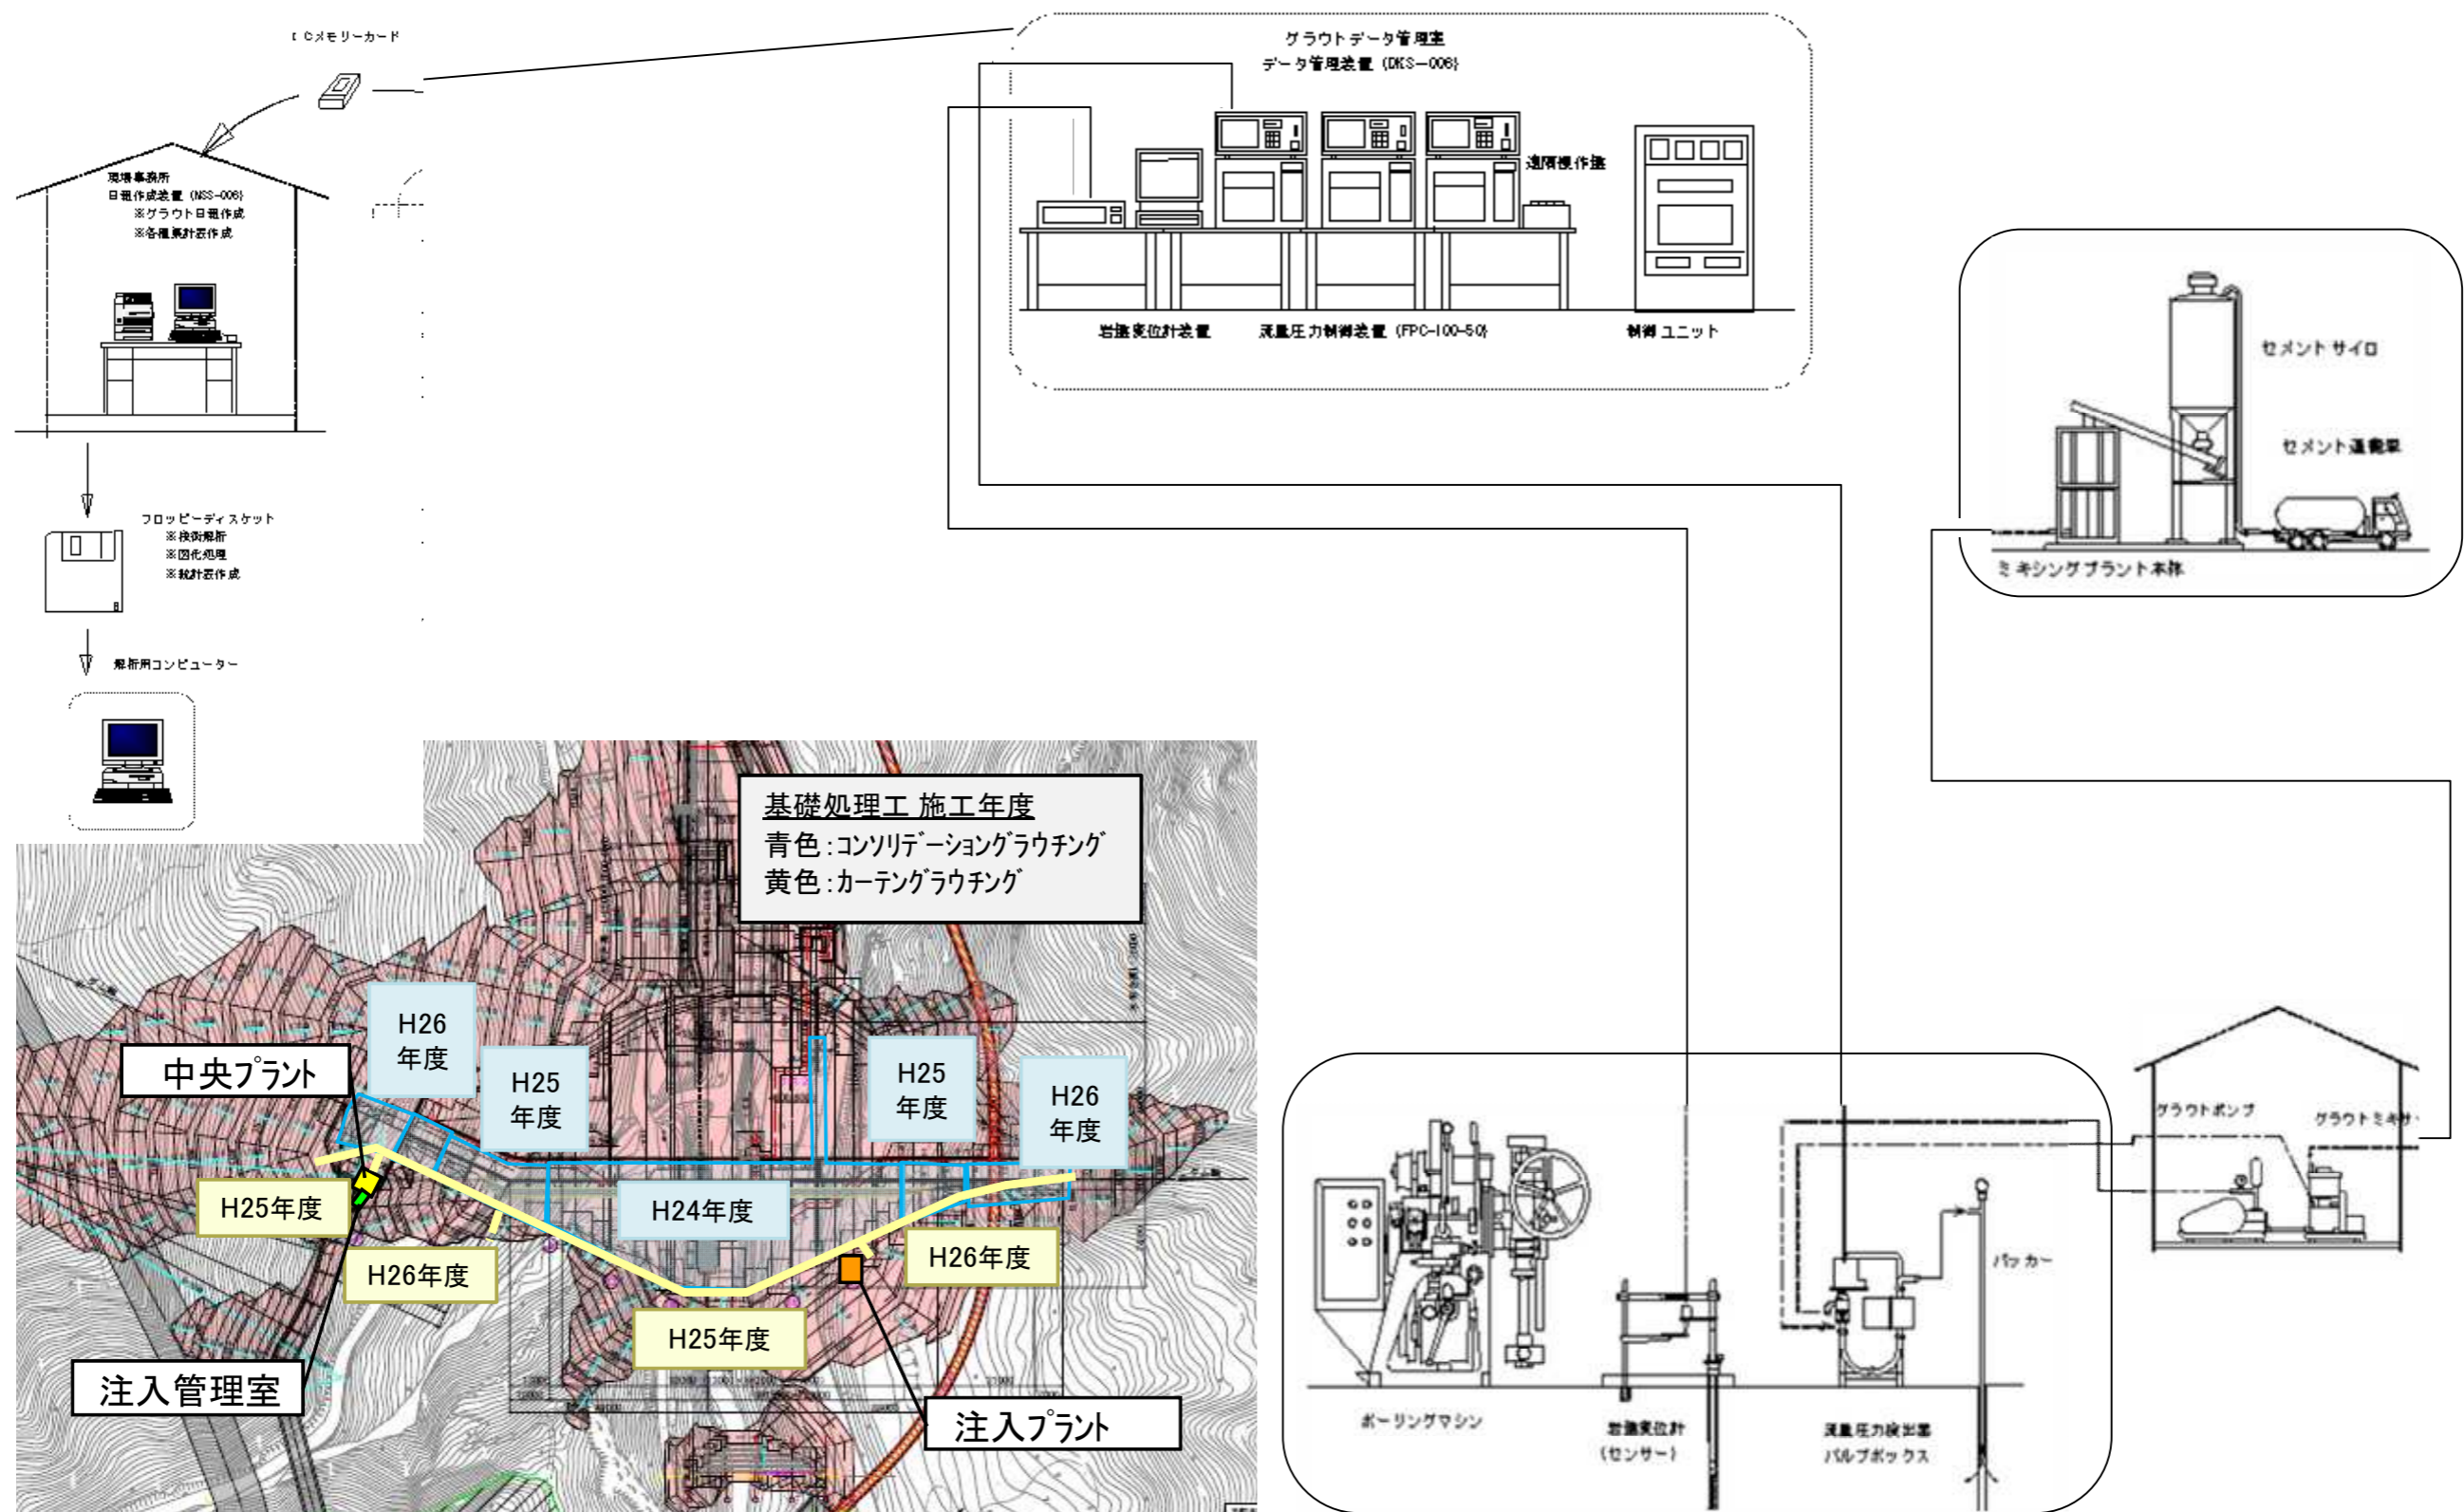 ICメモリーカード
グラウトデータ管理室
データ管理装置 (DKS-006)
遠隔操作盤
岩盤変位計装置
流量圧力制御装置 (FPC-100-50)
制御ユニット
現場事務所
日報作成装置 (NSS-006)
※グラウト日報作成
※各種集計表作成
フロッピーディスケット
※技術解析
※図化処理
※統計表作成
解析用コンピューター
セメントサイロ
セメント運搬車
ミキシングプラント本体
基礎処理工 施工年度
青色：コンソリデーショングラウチング
黄色：カーテングラウチング
H26
年度
H25
年度
H25
年度
H26
年度
中央プラント
H25年度
H24年度
H26年度
H26年度
H25年度
注入管理室
注入プラント
グラウトポンプ
グラウトミキサ
パッカー
ボーリングマシン
岩盤変位計
(センサー)
流量圧力検出器
バルブボックス